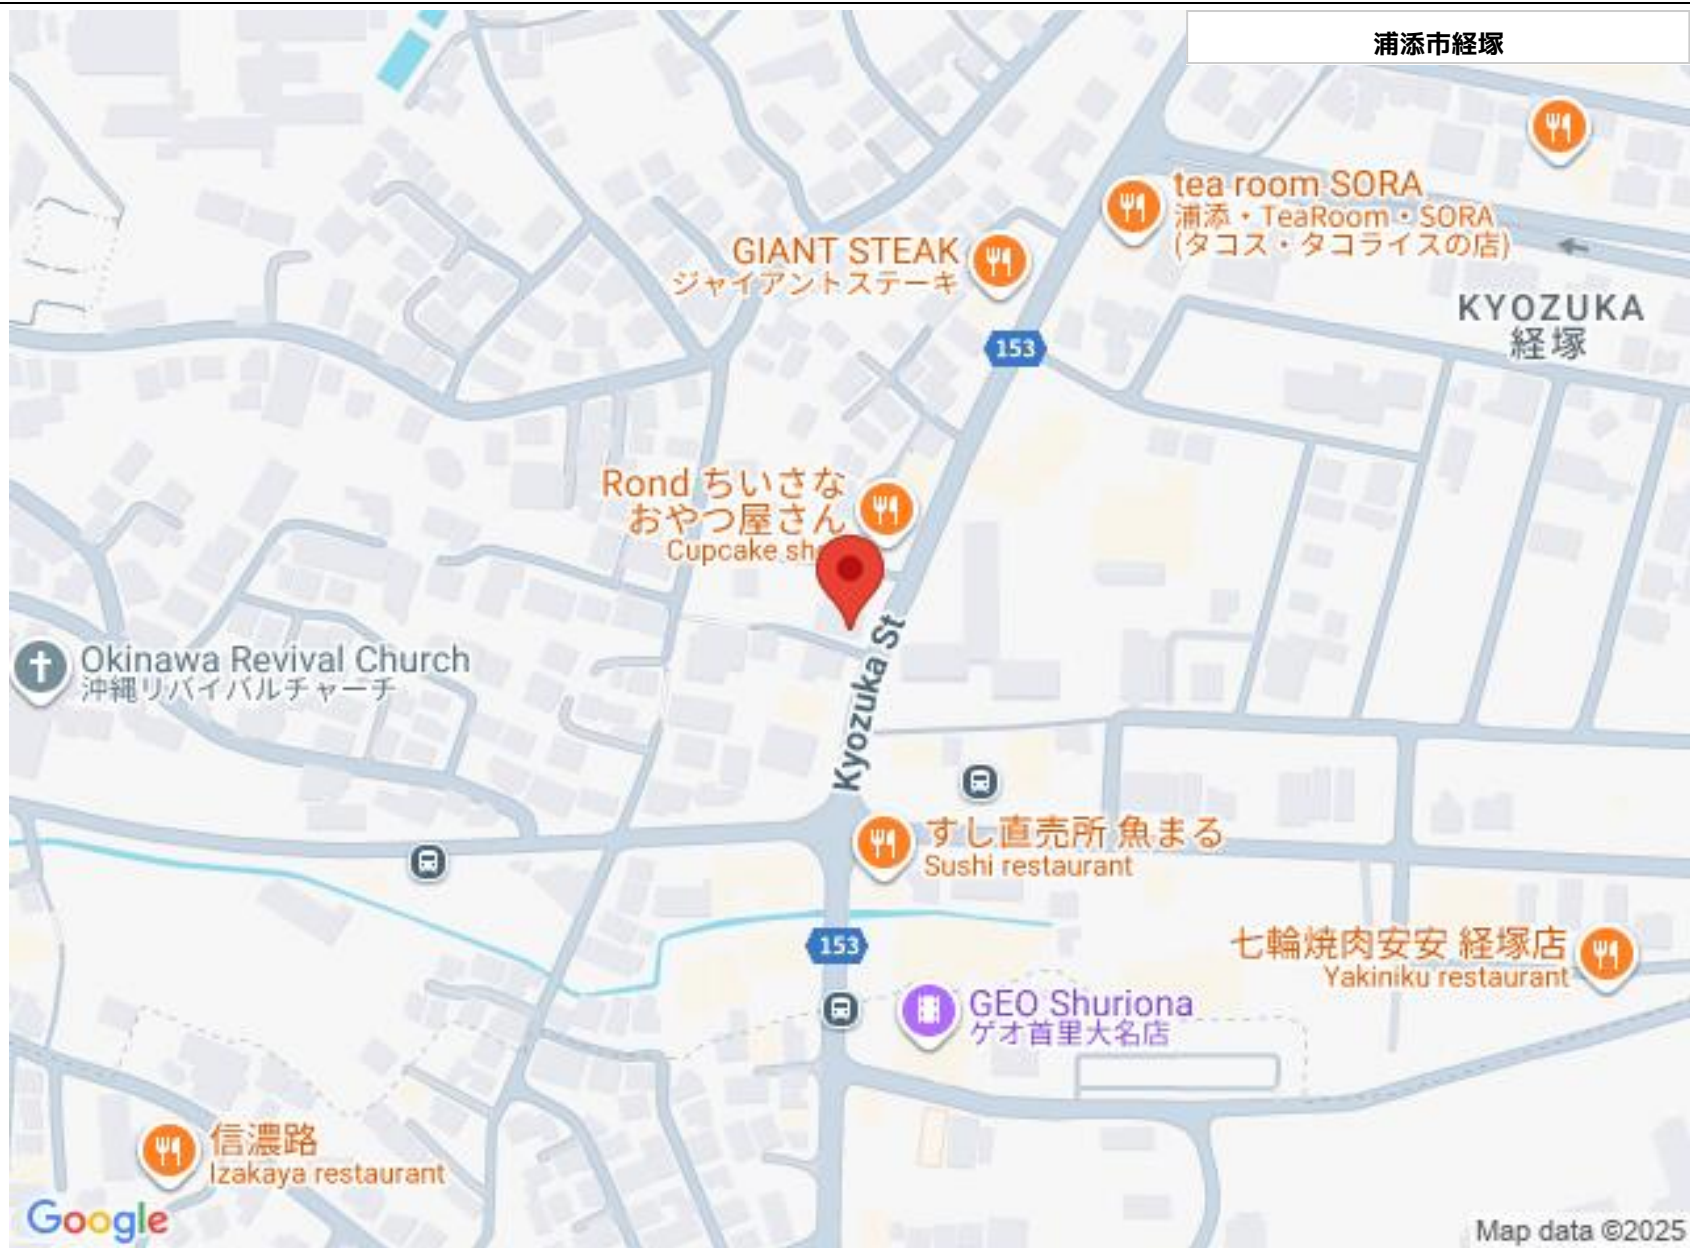 浦添市経塚
tea room SORA
浦添・TeaRoom・SORA
(タコス・タコライスの店)
GIANT STEAK
ジャイアントステーキ
KYOZUKA
経塚
153
Rond ちいさな
おやつ屋さん
Cupcake
Kyozuka St
Okinawa Revival Church
沖縄リバイバルチャーチ
すし直売所 魚まる
Sushi restaurant
153
七輪焼肉安安 経塚店
Yakiniku restaurant
GEO Shuriona
ゲオ首里大名店
信濃路
Izakaya restaurant
Google
Map data ©2025